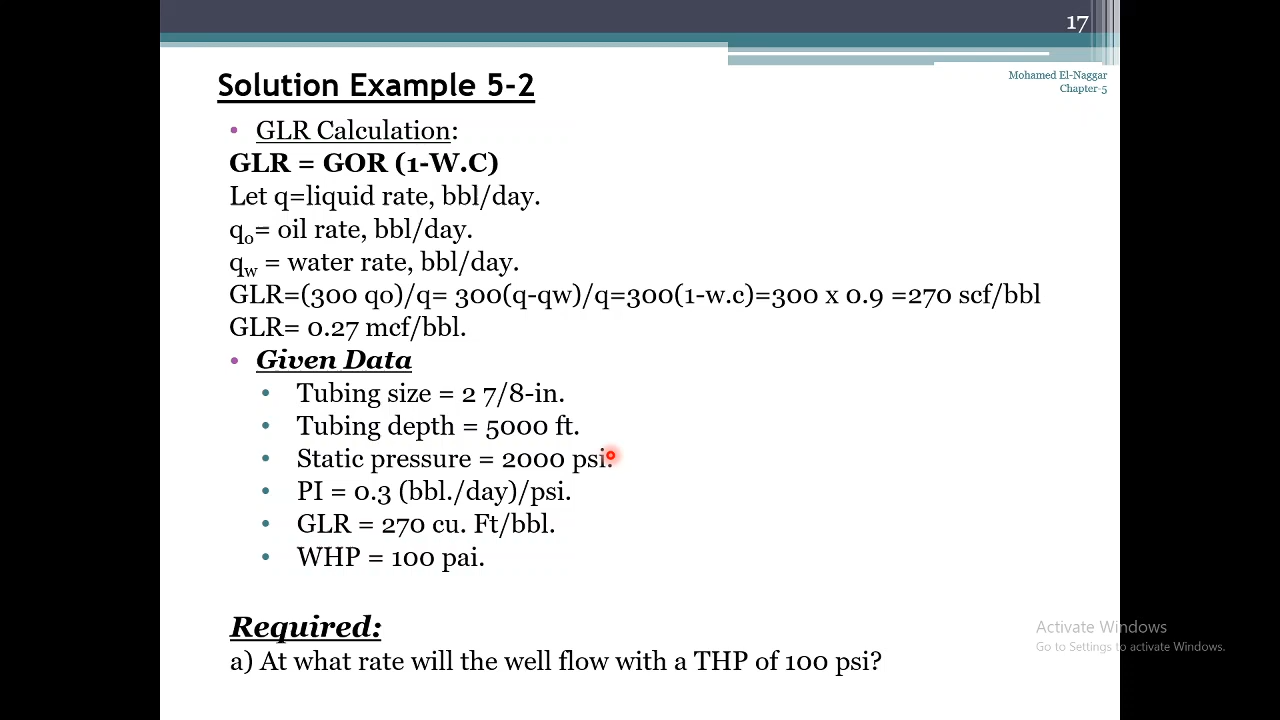 17
Mohamed El-Naggar
Chapter-5
Solution Example 5-2
• GLR Calculation:
GLR = GOR (1-W.C)
Let q=liquid rate, bbl/day.
qo= oil rate, bbl/day.
qw = water rate, bbl/day.
GLR=(300 qo)/q= 300(q-qw)/q=300(1-w.c)=300 x 0.9 =270 scf/bbl
GLR= 0.27 mcf/bbl.
• Given Data
• Tubing size = 2 7/8-in.
• Tubing depth = 5000 ft.
• Static pressure = 2000 psi.
• PI = 0.3 (bbl./day)/psi.
• GLR = 270 cu. Ft/bbl.
• WHP = 100 pai.
Required:
a) At what rate will the well flow with a THP of 100 psi?
Activate Windows
Go to Settings to activate Windows.